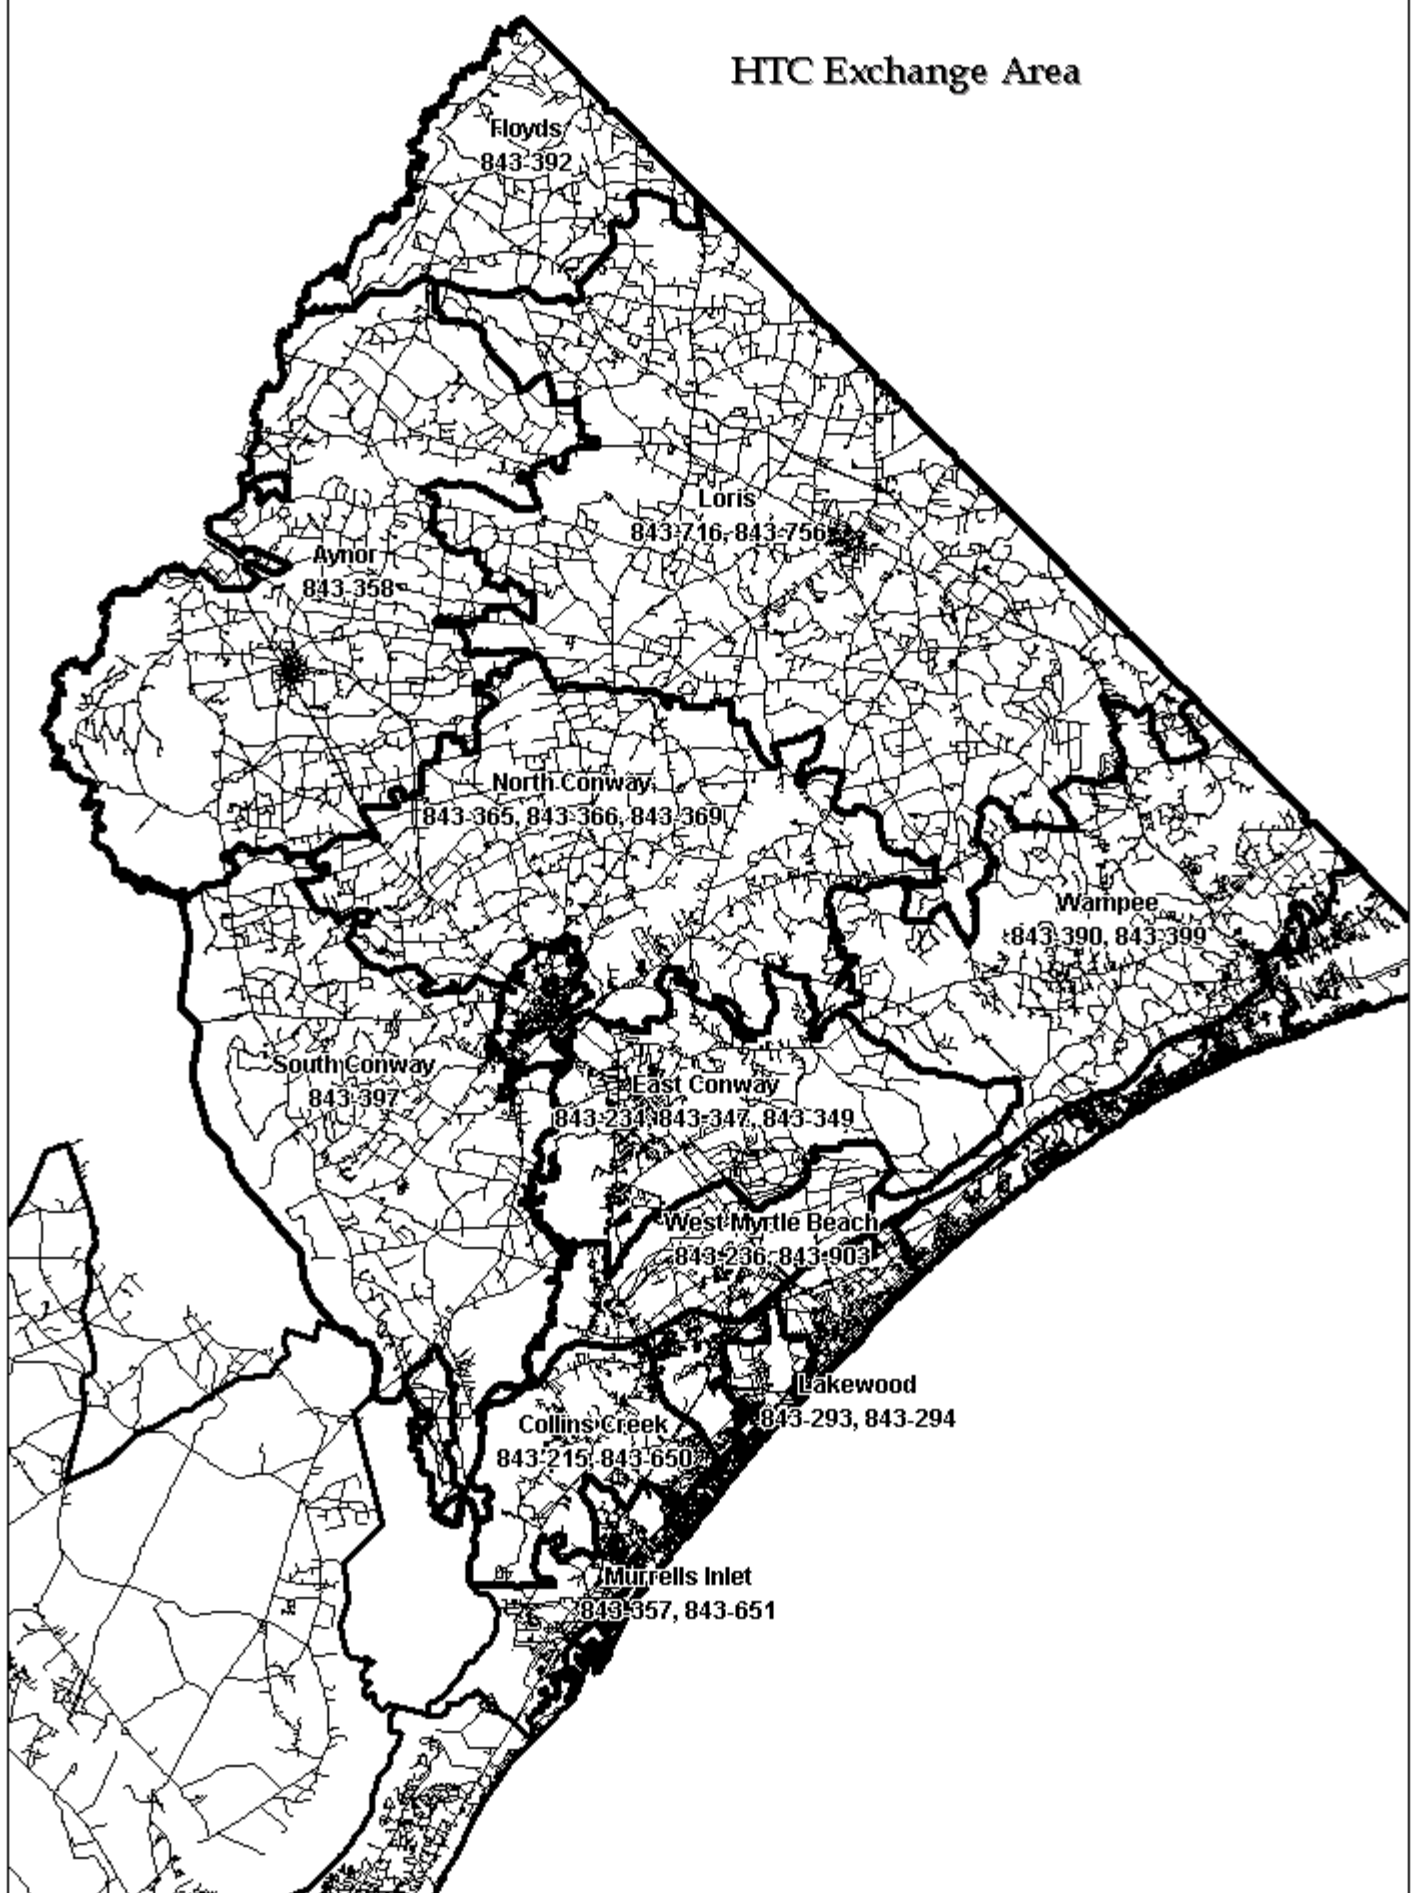 HTC Exchange Area
Floyds
843-392
Loris
843-716, 843-756
Aynor
843-358
North Conway
843-365, 843-366, 843-369
Wampee
843-390, 843-399
South Conway
843-397
East Conway
843-234, 843-347, 843-349
West Myrtle Beach
843-236, 843-903
Lakewood
843-293, 843-294
Collins Creek
843-215, 843-650
Murrells Inlet
843-357, 843-651